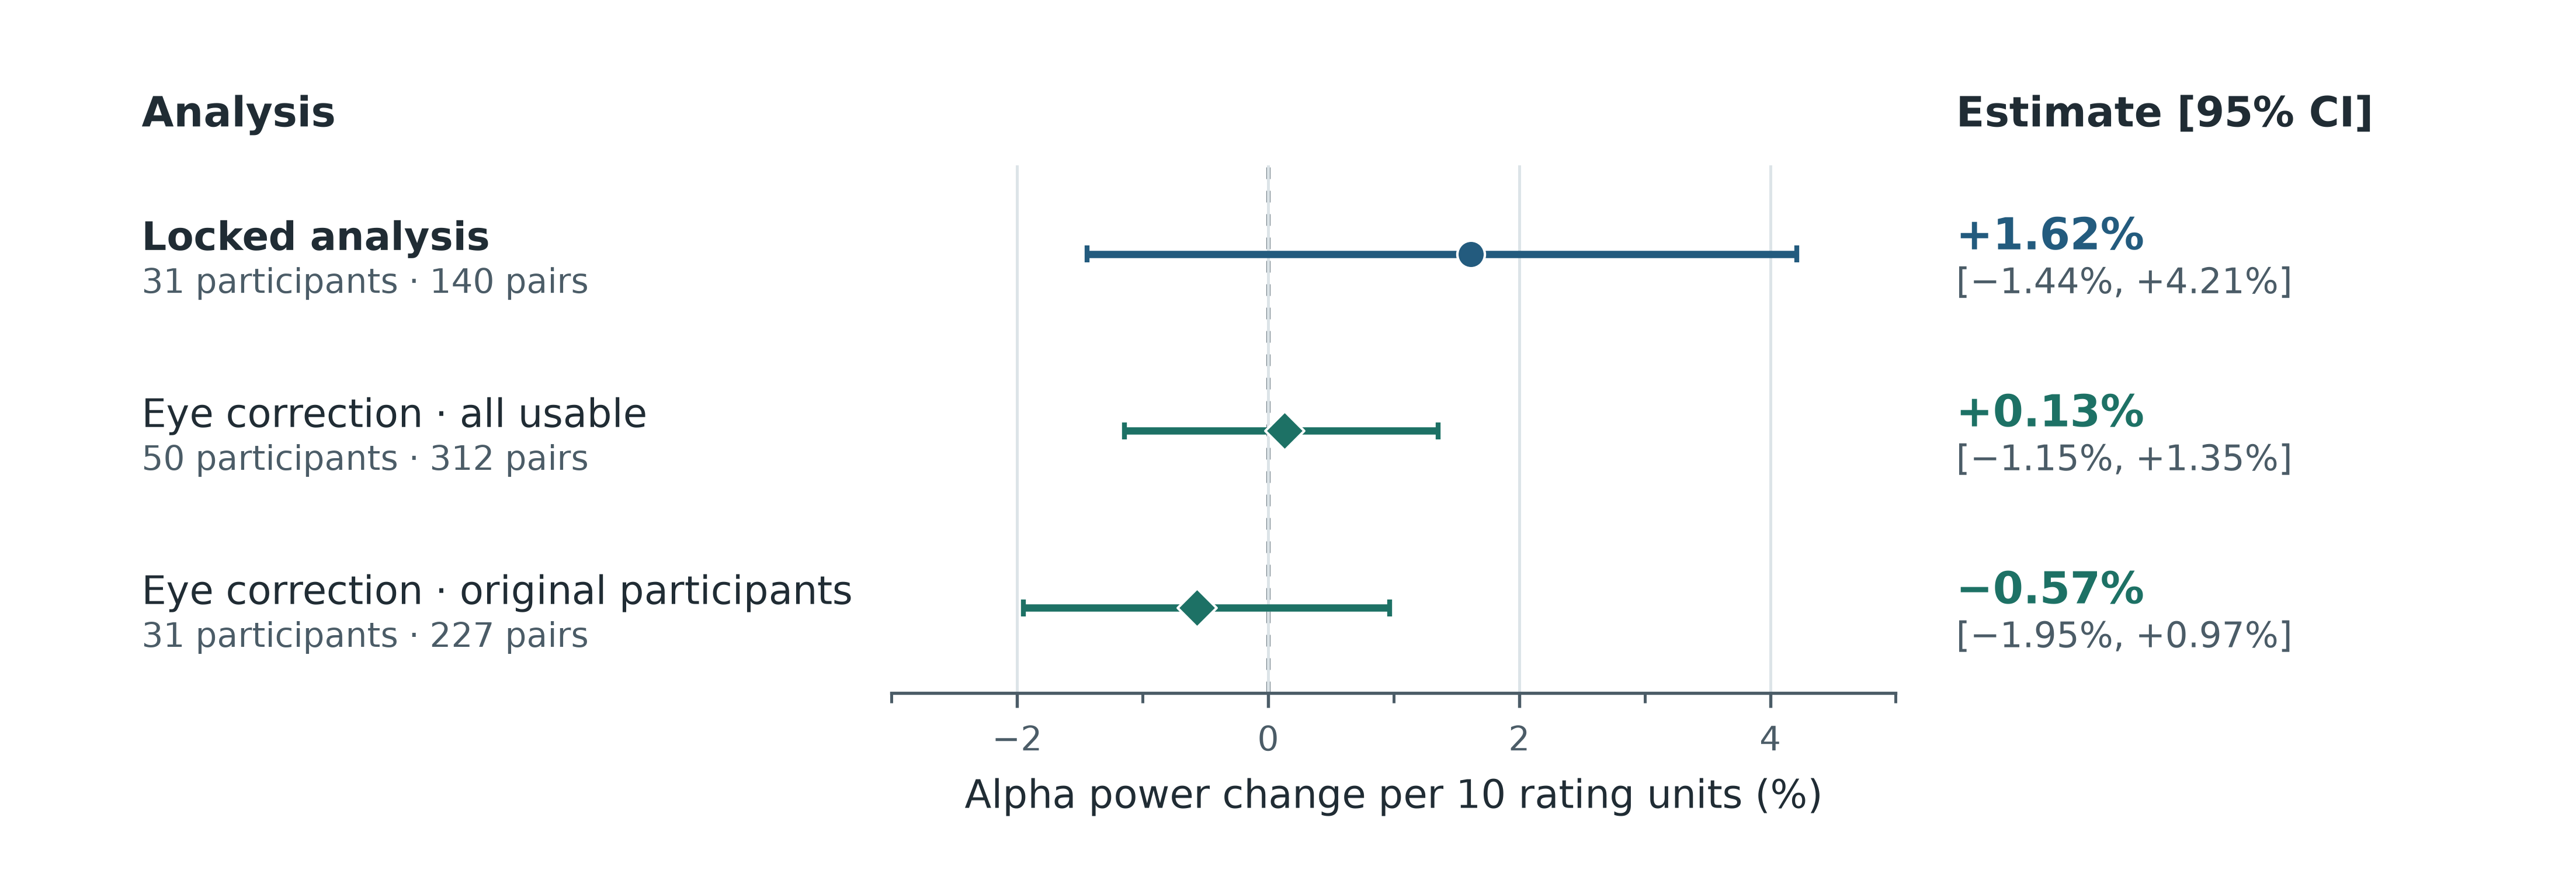 Analysis
Estimate [95% CI]
Locked analysis
31 participants · 140 pairs
+1.62%
[−1.44%, +4.21%]
Eye correction · all usable
50 participants · 312 pairs
+0.13%
[−1.15%, +1.35%]
Eye correction · original participants
31 participants · 227 pairs
−0.57%
[−1.95%, +0.97%]
−2 0 2 4
Alpha power change per 10 rating units (%)